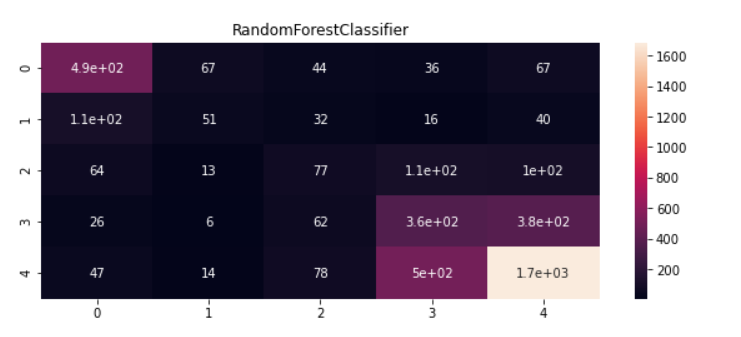 RandomForestClassifier
0 4.9e+02 67 44 36 67
1 1.1e+02 51 32 16 40
2 64 13 77 1.1e+02 1e+02
3 26 6 62 3.6e+02 3.8e+02
4 47 14 78 5e+02 1.7e+03
0 1 2 3 4
1600
1400
1200
1000
800
600
400
200